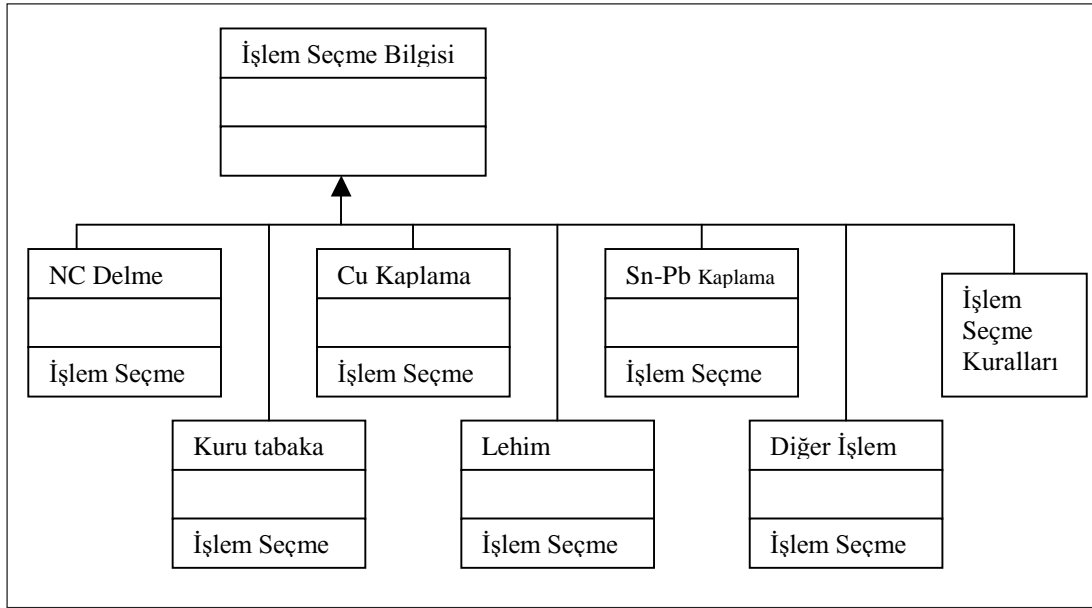 İşlem Seçme Bilgisi
NC Delme
Cu Kaplama
Sn-Pb Kaplama
İşlem
Seçme
Kuralları
İşlem Seçme
İşlem Seçme
İşlem Seçme
Kuru tabaka
Lehim
Diğer İşlem
İşlem Seçme
İşlem Seçme
İşlem Seçme